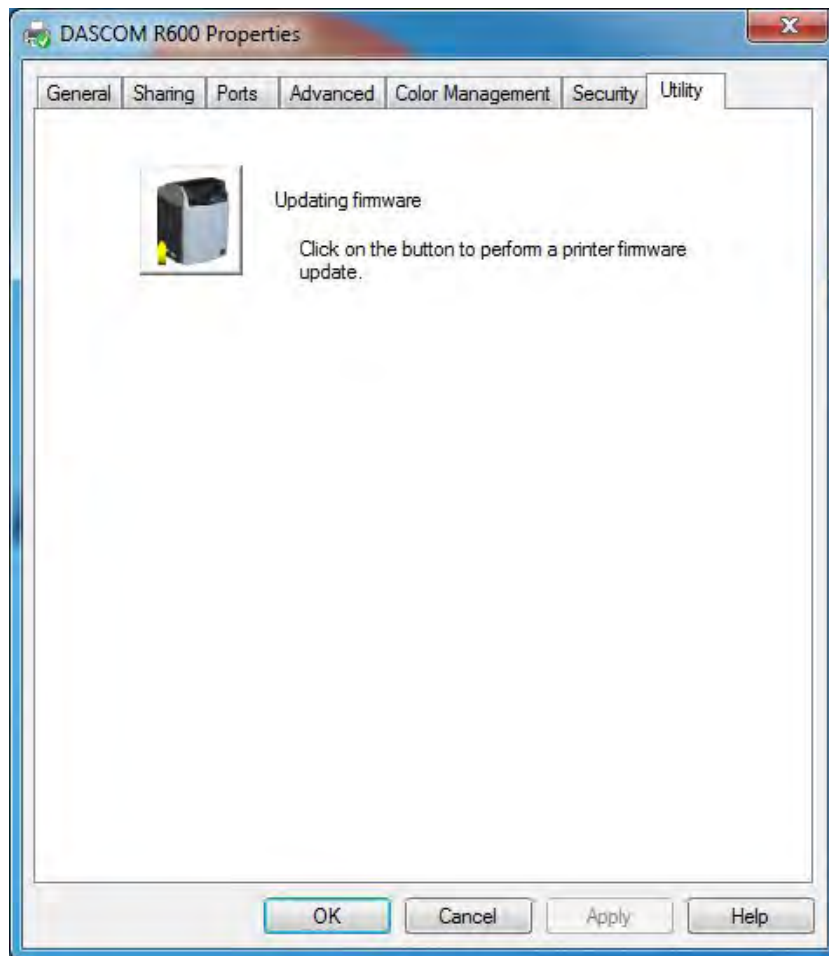 DASCOM R600 Properties
General Sharing Ports Advanced Color Management Security Utility
Updating firmware
Click on the button to perform a printer firmware
update.
OK Cancel Apply Help